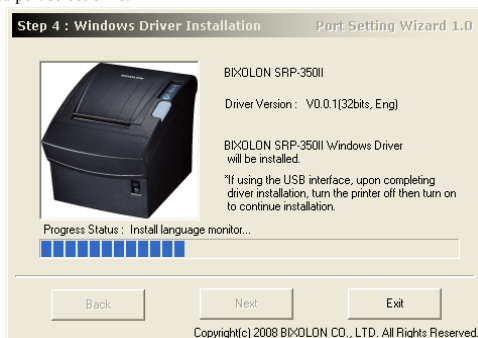 Step 4 : Windows Driver Installation Port Setting Wizard 1.0
BIXOLON SRP-350II
Driver Version : V0.0.1(32bits, Eng)
BIXOLON SRP-350II Windows Driver
will be installed.
*If using the USB interface, upon completing
driver installation, turn the printer off then turn on
to continue installation.
Progress Status : Install language monitor...
Back Next Exit
Copyright(c) 2008 BIXOLON CO., LTD. All Rights Reserved.